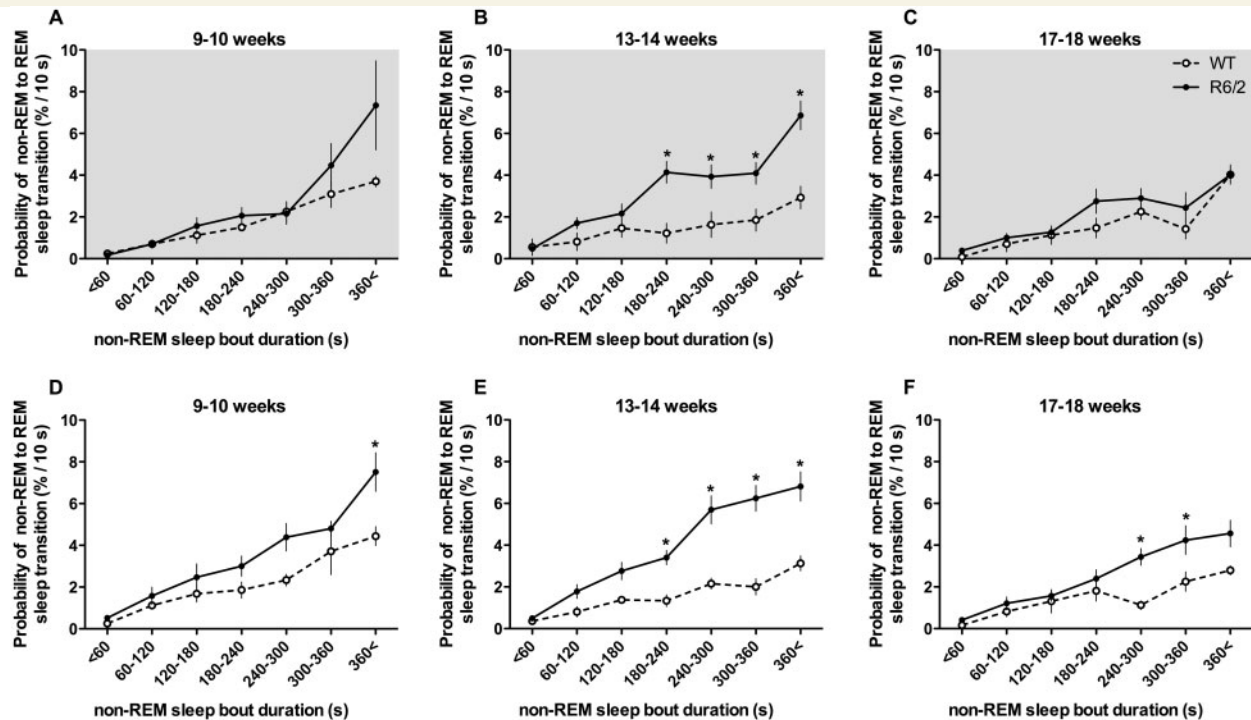 A
9-10 weeks
Probability of non-REM to REM
sleep transition (% / 10 s)
10
8
6
4
2
0
<60
60-120
120-180
180-240
240-300
300-360
360<
non-REM sleep bout duration (s)
B
13-14 weeks
Probability of non-REM to REM
sleep transition (% / 10 s)
10
8
6
4
2
0
* * * *
<60
60-120
120-180
180-240
240-300
300-360
360<
non-REM sleep bout duration (s)
C
17-18 weeks
Probability of non-REM to REM
sleep transition (% / 10 s)
10
8
6
4
2
0
WT
R6/2
<60
60-120
120-180
180-240
240-300
300-360
360<
non-REM sleep bout duration (s)
D
9-10 weeks
Probability of non-REM to REM
sleep transition (% / 10 s)
10
8
6
4
2
0
*
<60
60-120
120-180
180-240
240-300
300-360
360<
non-REM sleep bout duration (s)
E
13-14 weeks
Probability of non-REM to REM
sleep transition (% / 10 s)
10
8
6
4
2
0
* * * *
<60
60-120
120-180
180-240
240-300
300-360
360<
non-REM sleep bout duration (s)
F
17-18 weeks
Probability of non-REM to REM
sleep transition (% / 10 s)
10
8
6
4
2
0
* *
<60
60-120
120-180
180-240
240-300
300-360
360<
non-REM sleep bout duration (s)